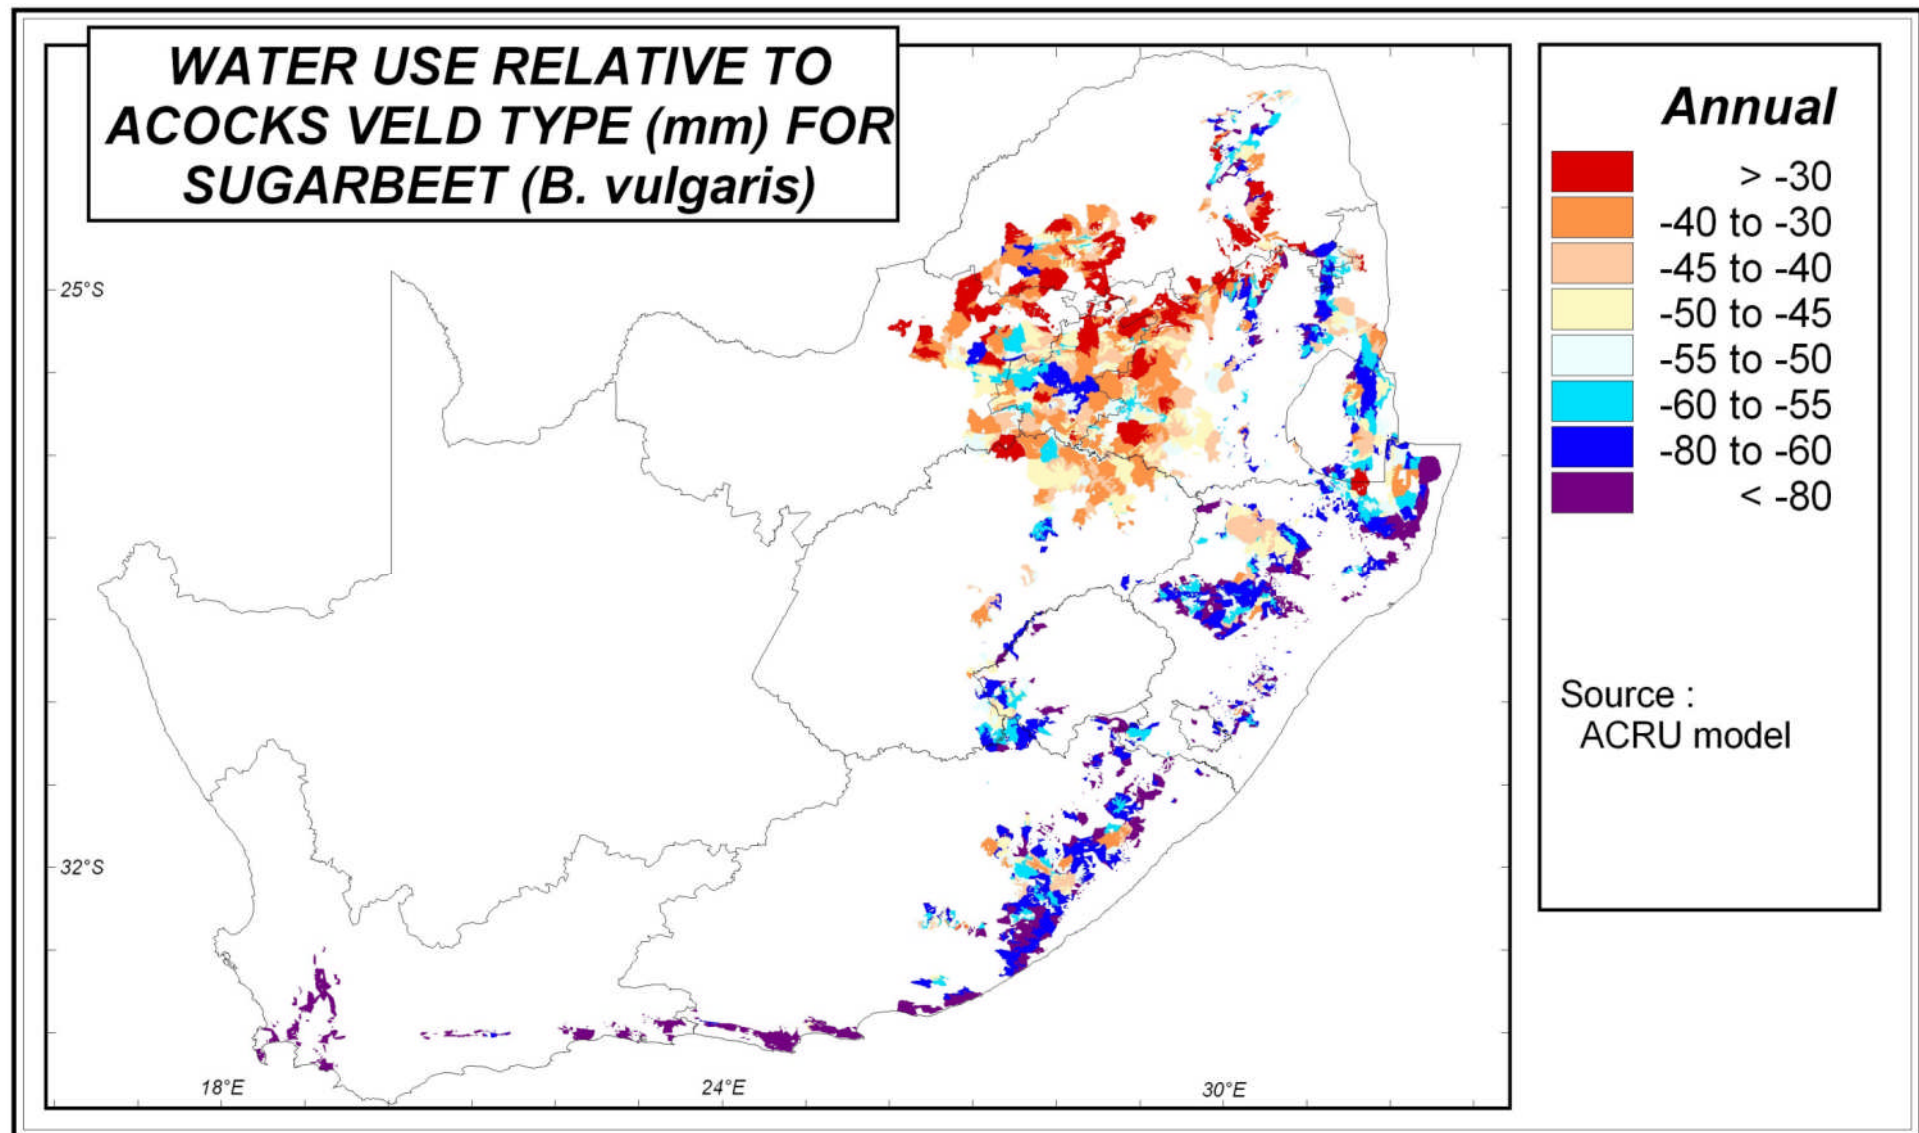 WATER USE RELATIVE TO
ACOCKS VELD TYPE (mm) FOR
SUGARBEET (B. vulgaris)
Annual
> -30
-40 to -30
-45 to -40
-50 to -45
-55 to -50
-60 to -55
-80 to -60
< -80
Source :
ACRU model
25°S
32°S
18°E
24°E
30°E